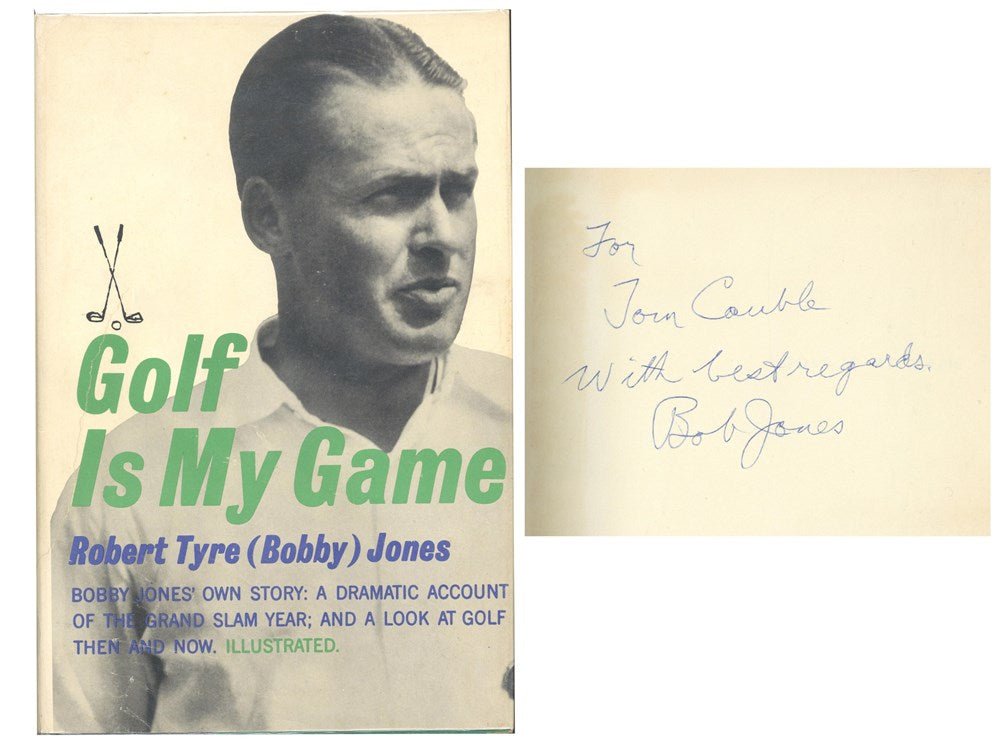 Golf
Is My Game
Robert Tyre (Bobby) Jones
BOBBY JONES' OWN STORY: A DRAMATIC ACCOUNT
OF THE GRAND SLAM YEAR; AND A LOOK AT GOLF
THEN AND NOW. ILLUSTRATED.
For
Tom Cauble
With best regards.
Bob Jones